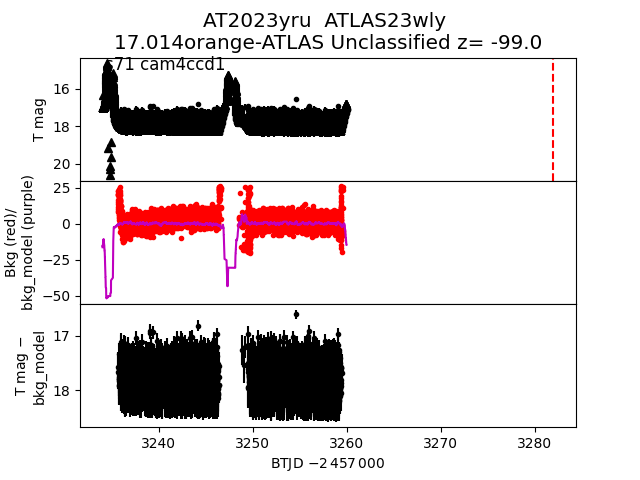 AT2023yru  ATLAS23wly
17.014orange-ATLAS Unclassified z= -99.0
s71 cam4ccd1
T mag
16
18
20
Bkg (red)/
bkg_model (purple)
25
0
−25
−50
T mag −
bkg_model
17
18
3240
3250
3260
3270
3280
BTJD −2 457 000